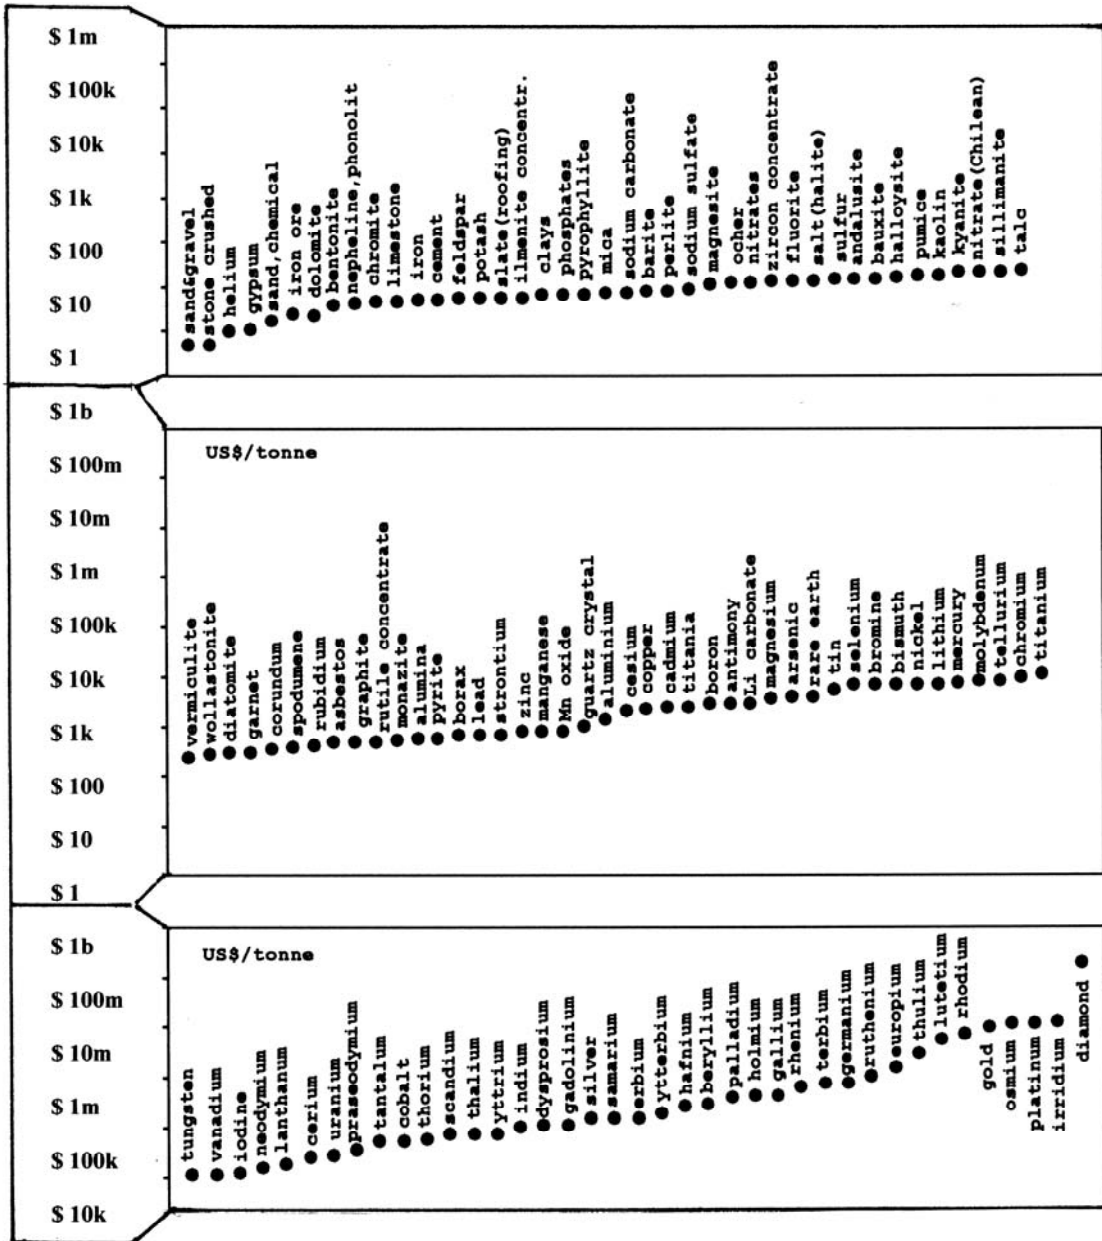 $ 1m
$ 100k
$ 10k
$ 1k
$ 100
$ 10
$ 1
sand&gravel
stone crushed
helium
gypsum
sand,chemical
iron ore
dolomite
bentonite
nepheline,phonolit
chromite
limestone
iron
cement
feldspar
potash
slate(roofing)
ilmenite concentr.
clays
phosphates
pyrophyllite
mica
sodium carbonate
barite
perlite
sodium sulfate
magnesite
ocher
nitrates
zircon concentrate
fluorite
salt(halite)
sulfur
andalusite
bauxite
halloysite
pumice
kaolin
kyanite
nitrate(Chilean)
sillimanite
talc
$ 1b
$ 100m
$ 10m
$ 1m
$ 100k
$ 10k
$ 1k
$ 100
$ 10
$ 1
US$/tonne
vermiculite
wollastonite
diatomite
garnet
corundum
spodumene
rubidium
asbestos
graphite
rutile concentrate
monazite
alumina
pyrite
borax
lead
strontium
zinc
manganese
Mn oxide
quartz crystal
aluminium
cesium
copper
cadmium
titania
boron
antimony
Li carbonate
magnesium
arsenic
rare earth
tin
selenium
bromine
bismuth
nickel
lithium
mercury
molybdenum
tellurium
chromium
titanium
$ 1b
$ 100m
$ 10m
$ 1m
$ 100k
$ 10k
US$/tonne
tungsten
vanadium
iodine
neodymium
lanthanum
cerium
uranium
praseodymium
tantalum
cobalt
thorium
scandium
thalium
yttrium
indium
dysprosium
gadolinium
silver
samarium
erbium
ytterbium
hafnium
beryllium
palladium
holmium
gallium
rhenium
terbium
germanium
ruthenium
europium
thulium
lutetium
rhodium
gold
osmium
platinum
irridium
diamond